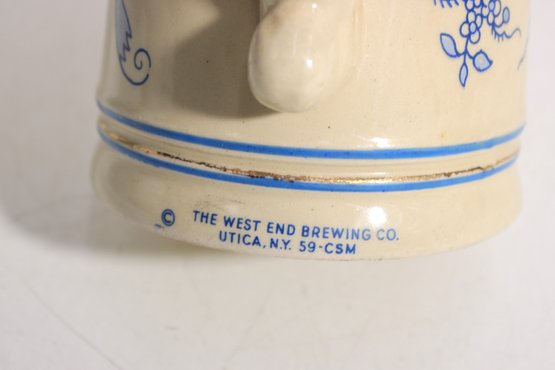 © THE WEST END BREWING CO.
UTICA, N.Y. 59-CSM